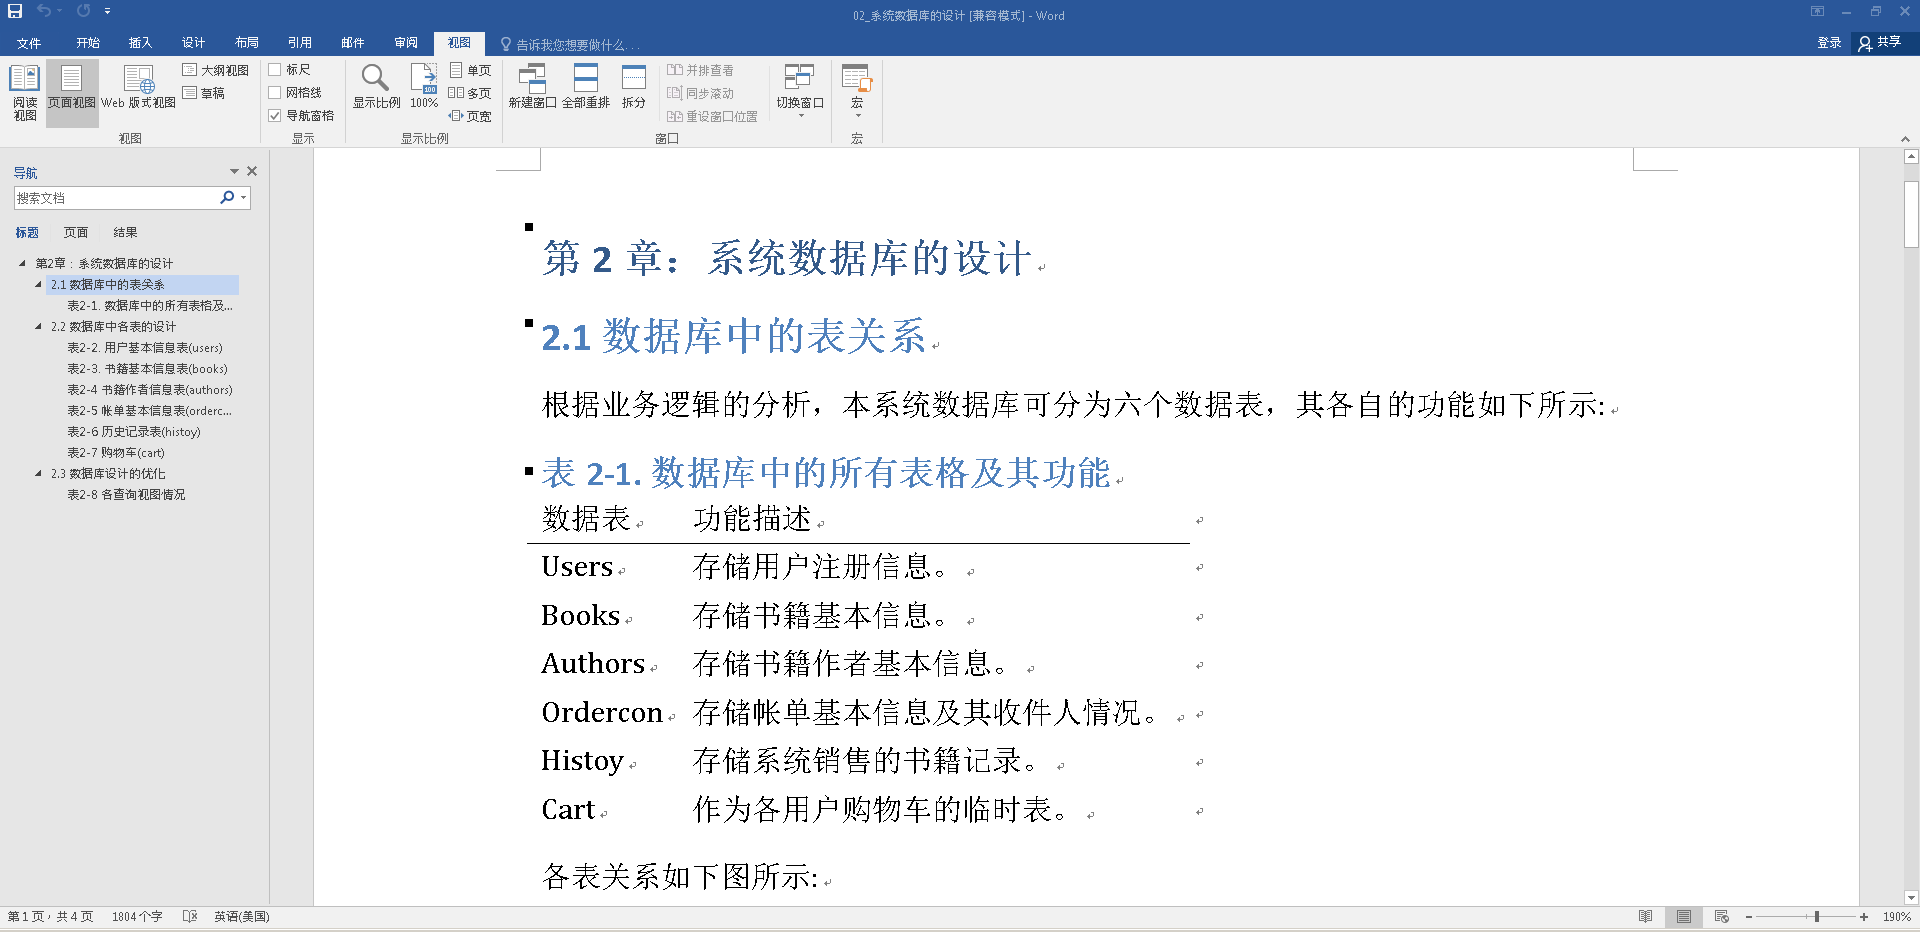 02_系统数据库的设计 [兼容模式] - Word
文件 开始 插入 设计 布局 引用 邮件 审阅 视图 告诉我您想要做什么... 登录 共享
阅读视图 页面视图 Web 版式视图 大纲视图 草稿
标尺 网格线 导航窗格
显示比例 100% 100 单页 多页 页宽
新建窗口 全部重排 拆分 并排查看 同步滚动 重设窗口位置 切换窗口 宏
视图 显示 显示比例 窗口 宏
导航
搜索文档
标题 页面 结果
第2章：系统数据库的设计
2.1 数据库中的表关系
表2-1. 数据库中的所有表格及...
2.2 数据库中各表的设计
表2-2. 用户基本信息表(users)
表2-3. 书籍基本信息表(books)
表2-4 书籍作者信息表(authors)
表2-5 帐单基本信息表(orderc...
表2-6 历史记录表(histoy)
表2-7 购物车(cart)
2.3 数据库设计的优化
表2-8 各查询视图情况
第 2 章：系统数据库的设计
2.1 数据库中的表关系
根据业务逻辑的分析，本系统数据库可分为六个数据表，其各自的功能如下所示:
表 2-1. 数据库中的所有表格及其功能
数据表 功能描述
Users 存储用户注册信息。
Books 存储书籍基本信息。
Authors 存储书籍作者基本信息。
Ordercon 存储帐单基本信息及其收件人情况。
Histoy 存储系统销售的书籍记录。
Cart 作为各用户购物车的临时表。
各表关系如下图所示:
第 1 页，共 4 页 1804 个字 英语(美国) 190%